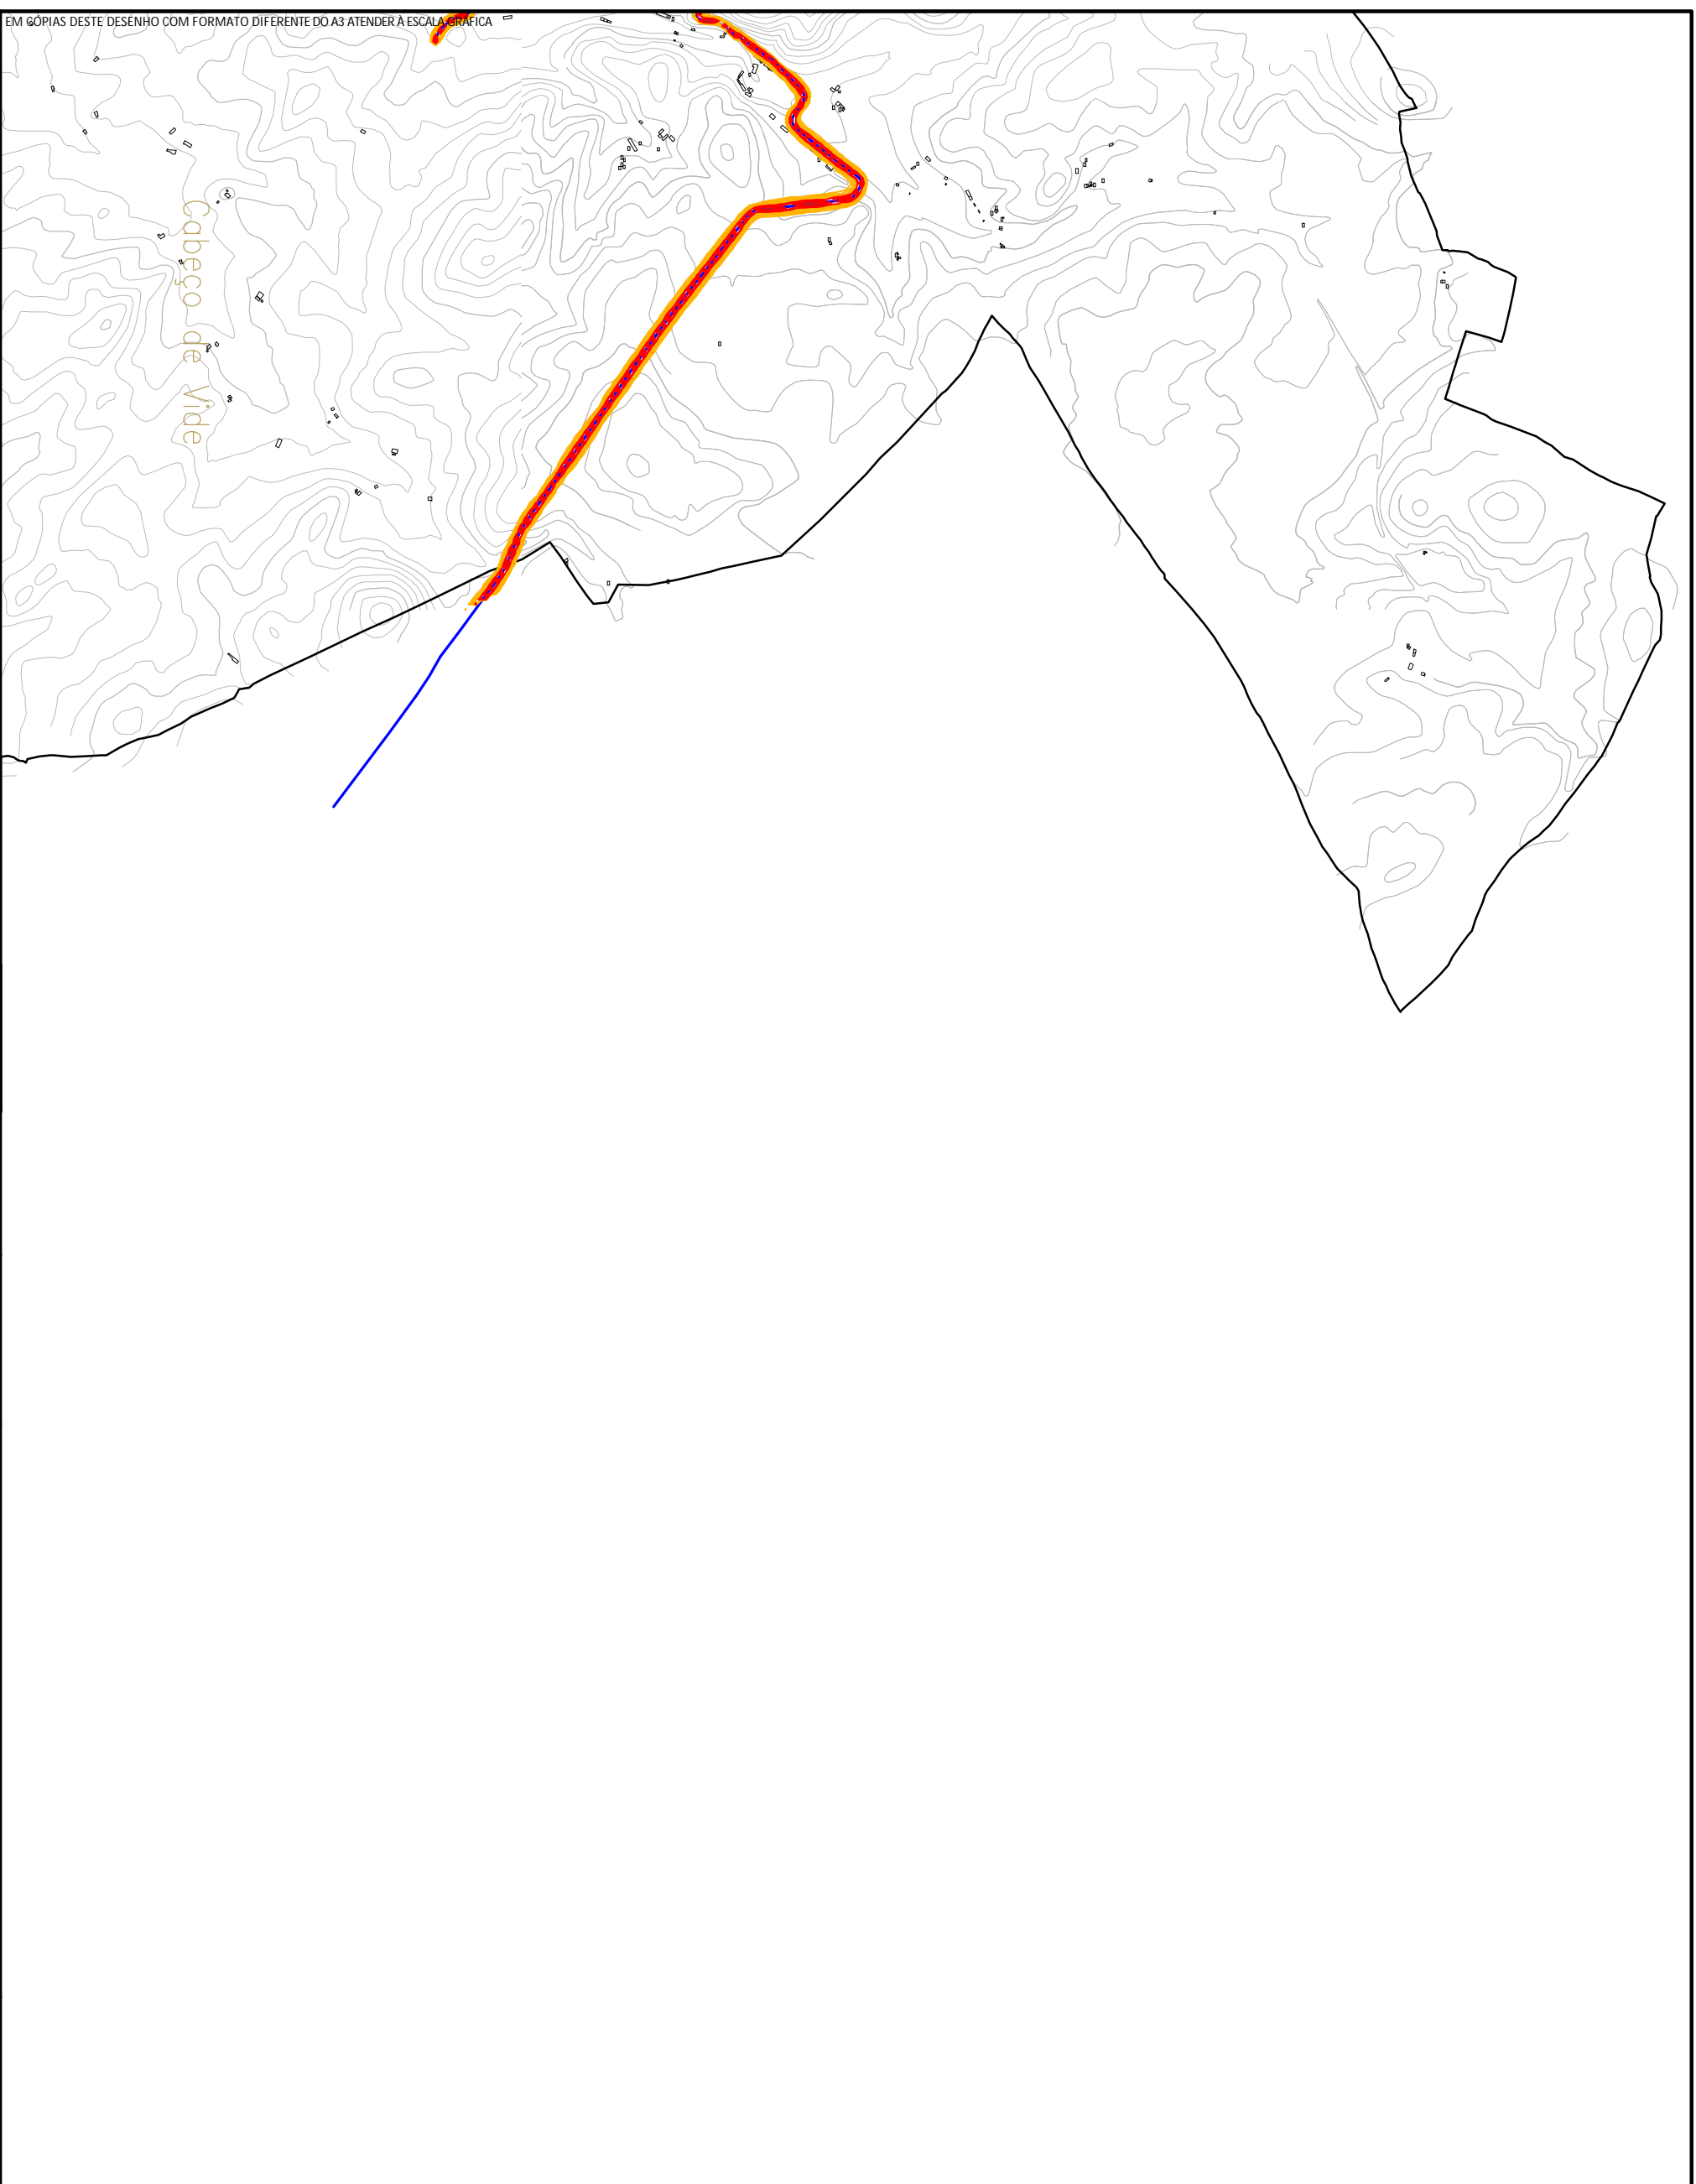 EM CÓPIAS DESTE DESENHO COM FORMATO DIFERENTE DO A3 ATENDER À ESCALA GRÁFICA
Cabeço de Vide